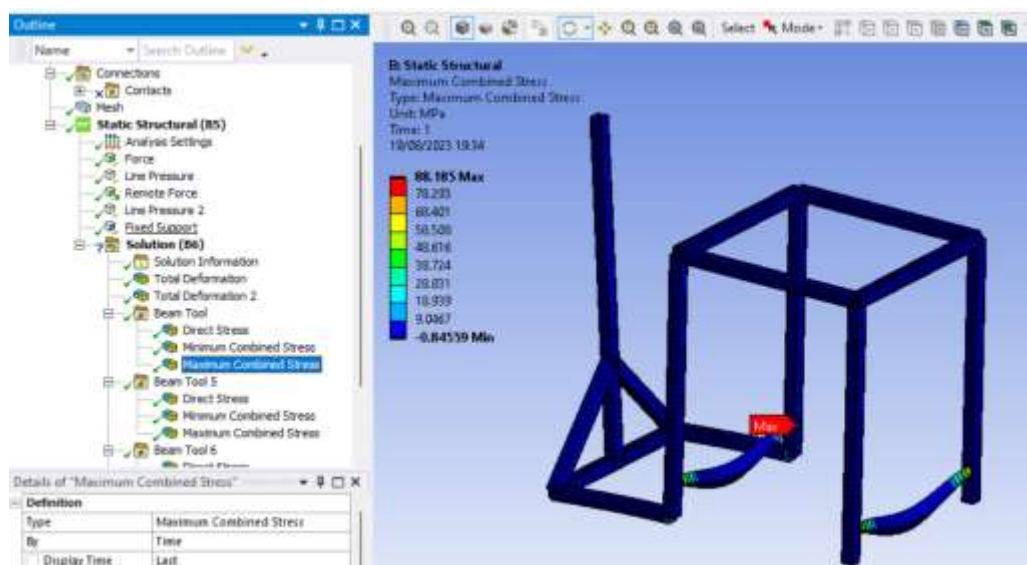 Outline
Name
Search Outline
Connections
Contacts
Mesh
Static Structural (B5)
Analysis Settings
Force
Line Pressure
Remote Force
Line Pressure 2
Fixed Support
Solution (B6)
Solution Information
Total Deformation
Total Deformation 2
Beam Tool
Direct Stress
Minimum Combined Stress
Maximum Combined Stress
Beam Tool 5
Direct Stress
Minimum Combined Stress
Maximum Combined Stress
Beam Tool 6
Direct Stress
Details of "Maximum Combined Stress"
Definition
Type Maximum Combined Stress
By Time
Display Time Last
Select Mode
B: Static Structural
Maximum Combined Stress
Type: Maximum Combined Stress
Unit: MPa
Time: 1
19:34
88.185 Max
78.293
68.401
58.508
48.616
38.724
28.831
18.939
9.0467
-0.84559 Min
Max